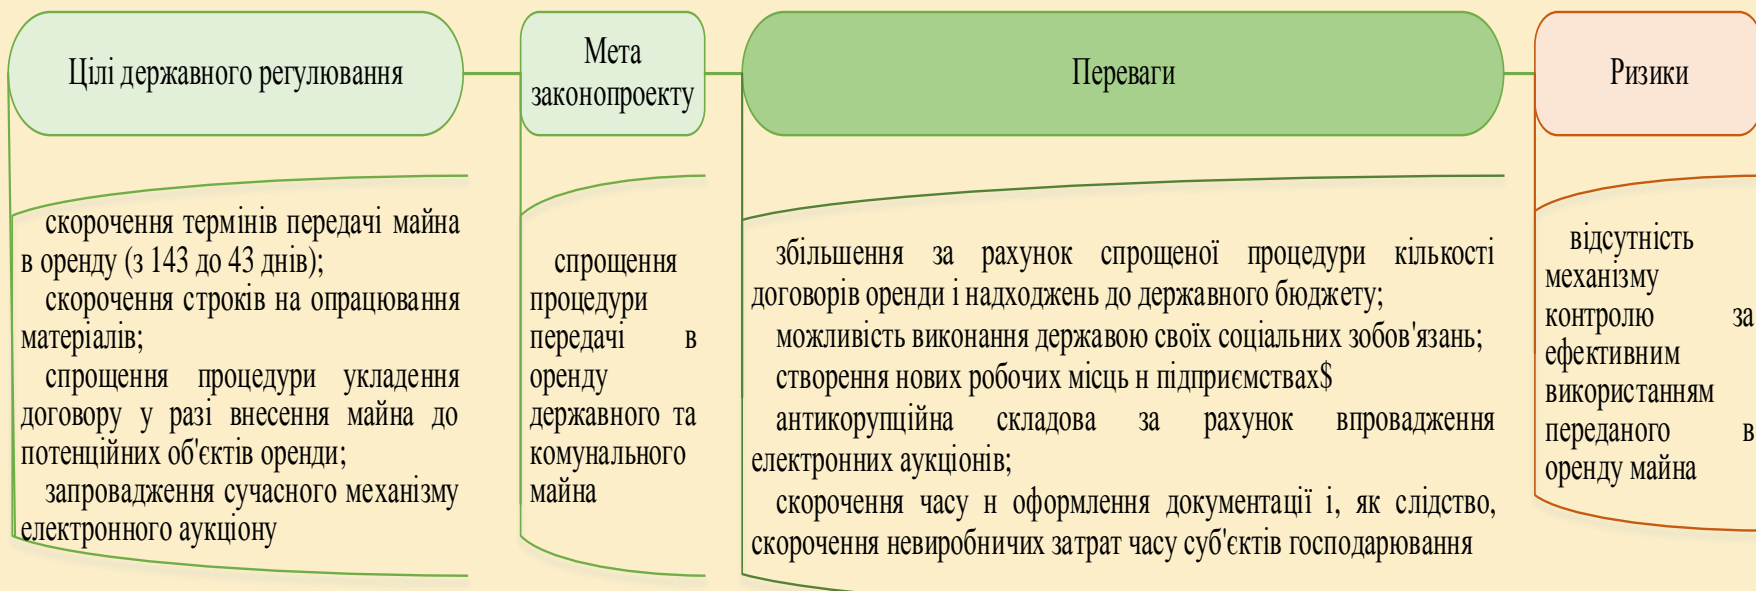 Цілі державного регулювання
Мета
законопроекту
Переваги
Ризики
скорочення термінів передачі майна
в оренду (з 143 до 43 днів);
скорочення строків на опрацювання
матеріалів;
спрощення процедури укладення
договору у разі внесення майна до
потенційних об'єктів оренди;
запровадження сучасного механізму
електронного аукціону
спрощення
процедури
передачі в
оренду
державного та
комунального
майна
збільшення за рахунок спрощеної процедури кількості
договорів оренди і надходжень до державного бюджету;
можливість виконання державою своїх соціальних зобов'язань;
створення нових робочих місць н підприємствах$
антикорупційна складова за рахунок впровадження
електронних аукціонів;
скорочення часу н оформлення документації і, як слідство,
скорочення невиробничих затрат часу суб'єктів господарювання
відсутність
механізму
контролю за
ефективним
використанням
переданого в
оренду майна